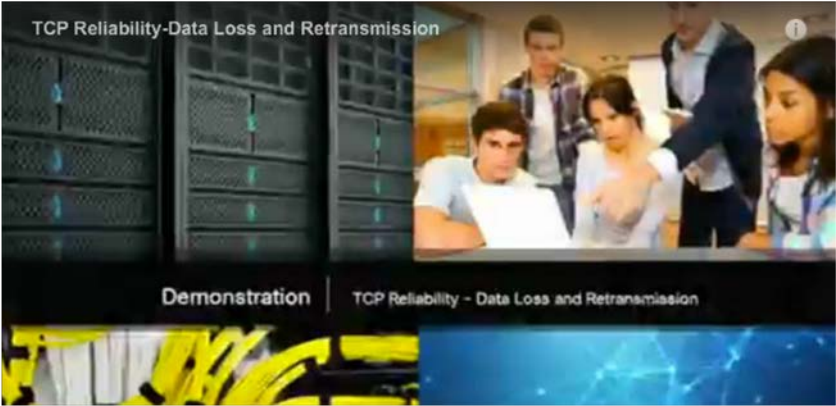 TCP Reliability-Data Loss and Retransmission
Demonstration
TCP Reliability – Data Loss and Retransmission